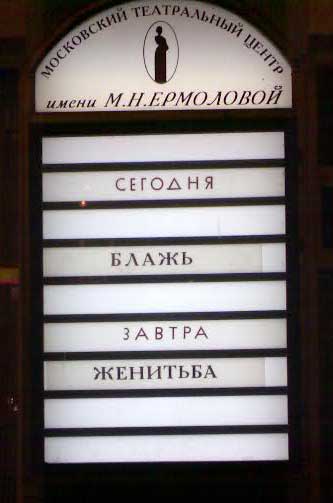 МОСКОВСКИЙ ТЕАТРАЛЬНЫЙ ЦЕНТР
имени М.Н.ЕРМОЛОВОЙ
СЕГОДНЯ
БЛАЖЬ
ЗАВТРА
ЖЕНИТЬБА